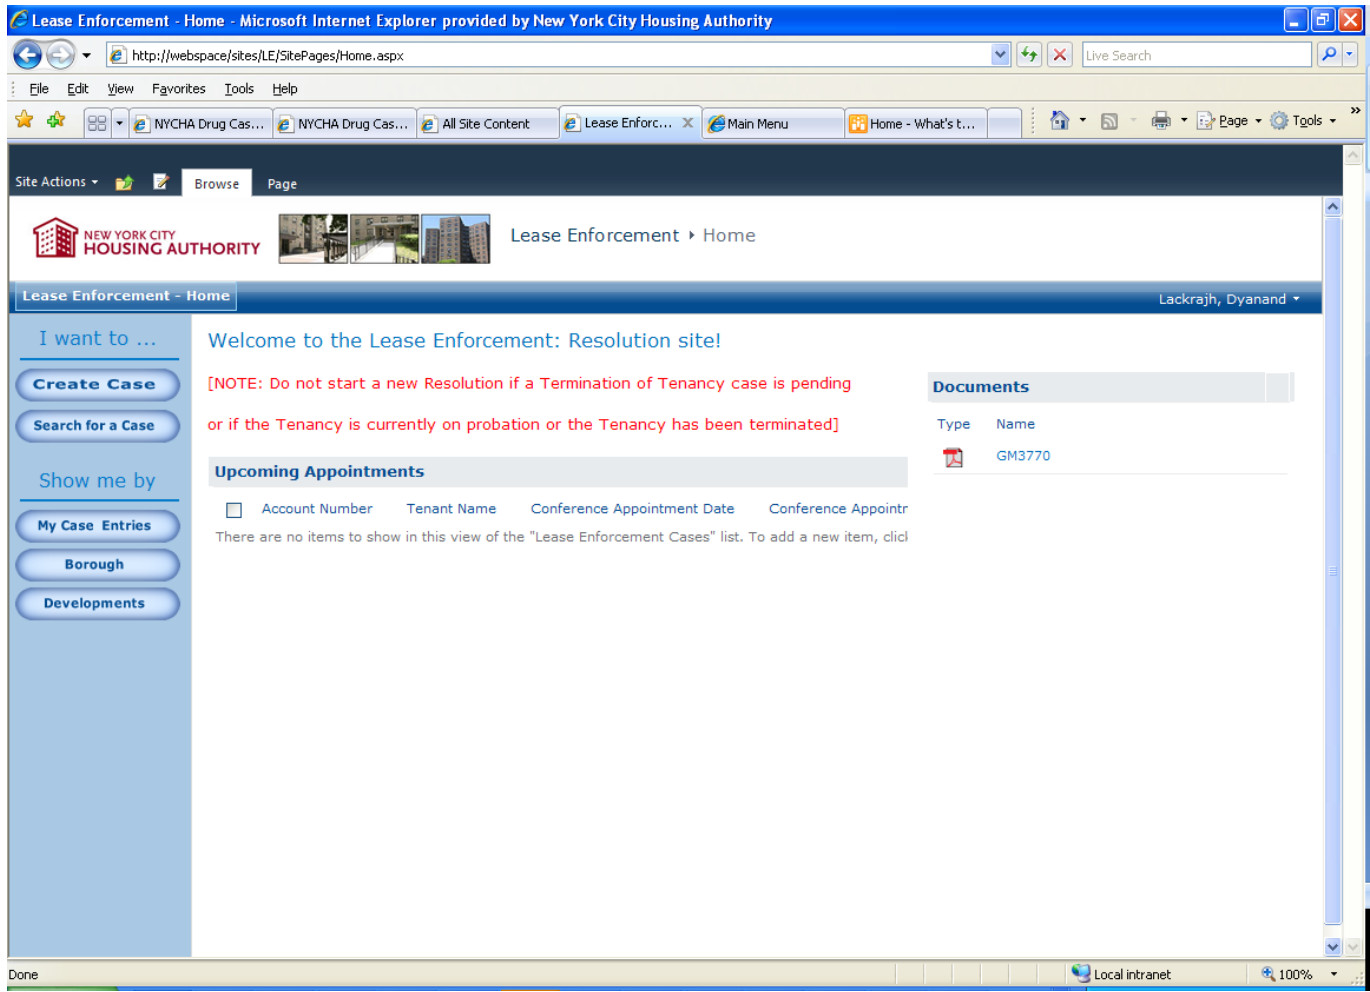 Lease Enforcement - Home - Microsoft Internet Explorer provided by New York City Housing Authority
http://webspace/sites/LE/SitePages/Home.aspx
Live Search
File Edit View Favorites Tools Help
NYCHA Drug Cas... NYCHA Drug Cas... All Site Content Lease Enforc... Main Menu Home - What's t... Page Tools
Site Actions Browse Page
NEW YORK CITY
HOUSING AUTHORITY
Lease Enforcement Home
Lease Enforcement - Home
Lackrajh, Dyanand
I want to ...
Create Case
Search for a Case
Show me by
My Case Entries
Borough
Developments
Welcome to the Lease Enforcement: Resolution site!
[NOTE: Do not start a new Resolution if a Termination of Tenancy case is pending
or if the Tenancy is currently on probation or the Tenancy has been terminated]
Upcoming Appointments
Account Number Tenant Name Conference Appointment Date Conference Appointr
There are no items to show in this view of the "Lease Enforcement Cases" list. To add a new item, click
Documents
Type Name
GM3770
Done
Local intranet
100%